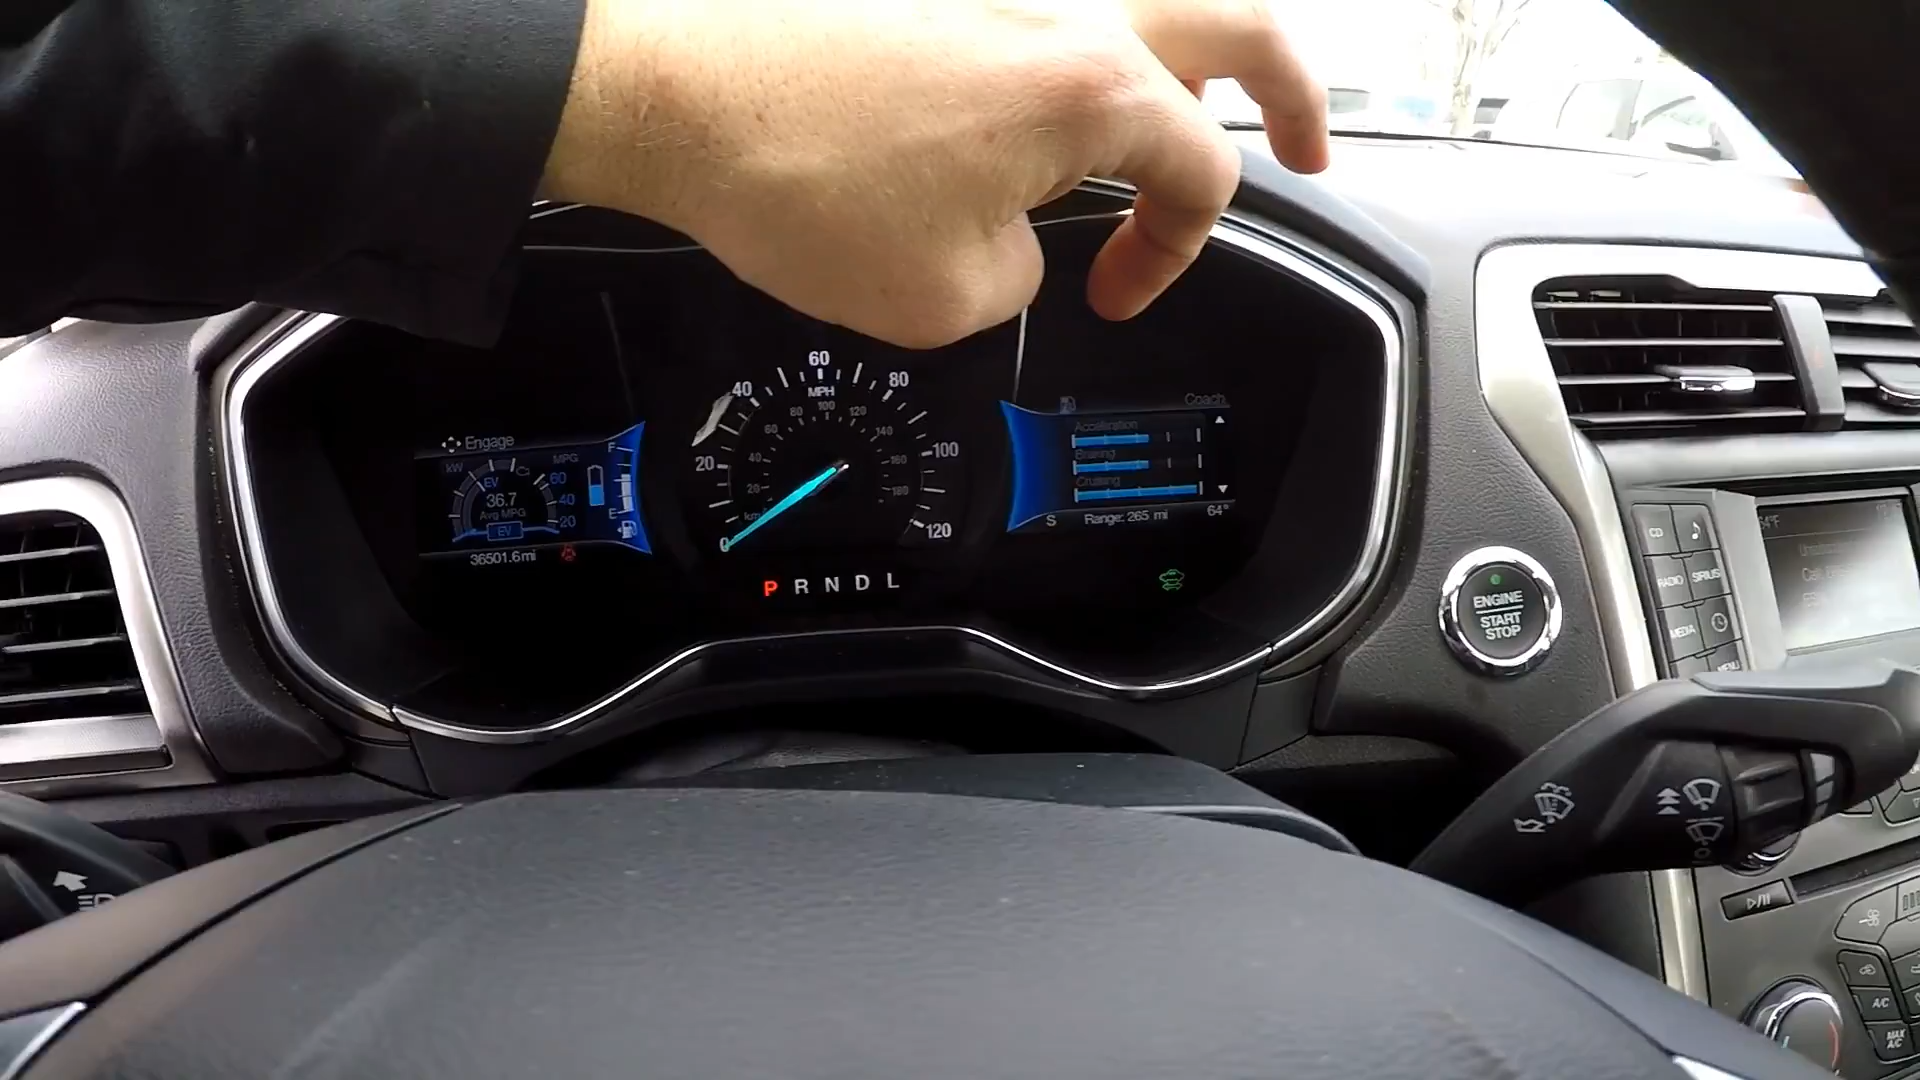 Engage
kW
EV
36.7
Avg MPG
EV
MPG
60
40
20
F
E
36501.6mi
0
20
40
60
80
100
120
MPH
20
40
60
80
100
120
140
160
180
P R N D L
Coach
Acceleration
Braking
Cruising
S
Range: 265 mi
64°
ENGINE
START
STOP
CD
RADIO
SIRIUS
MEDIA
MENU
64°F
A/C
MAX
A/C